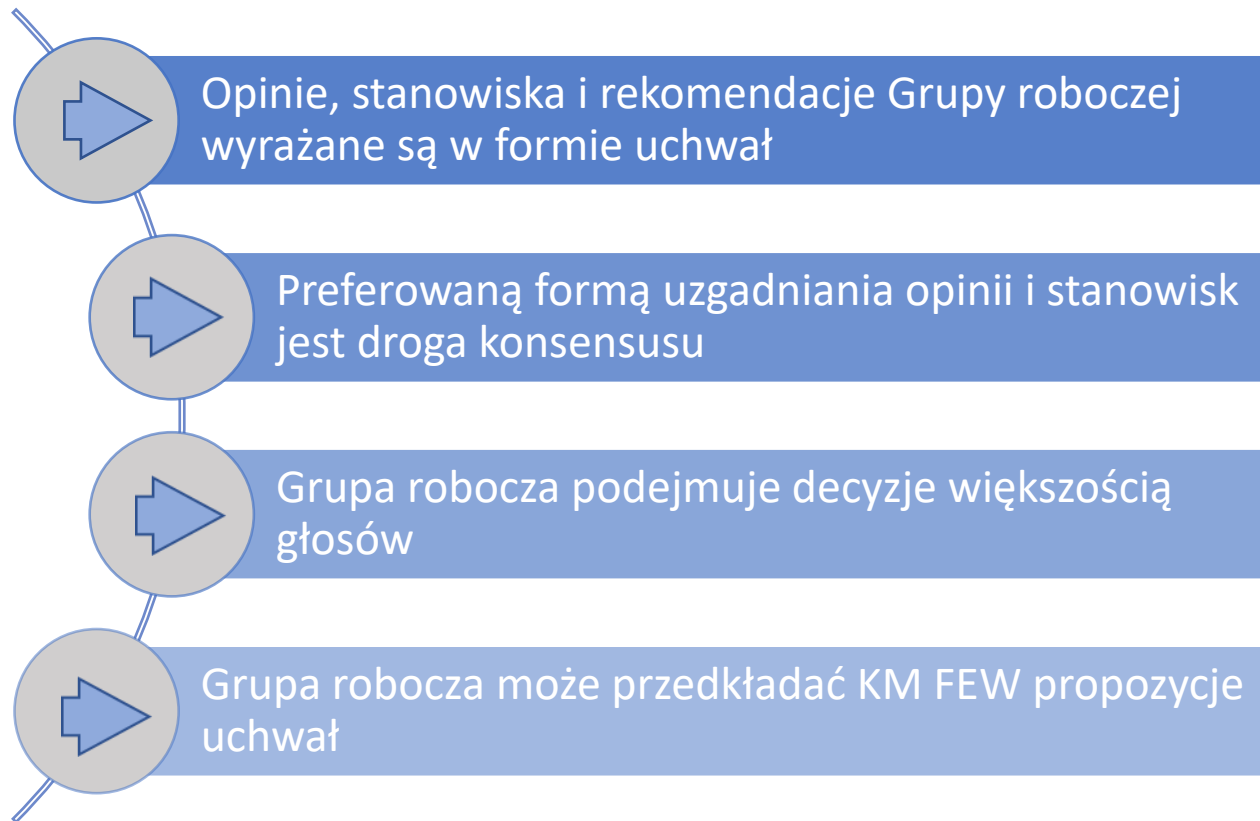 Opinie, stanowiska i rekomendacje Grupy roboczej
wyrażane są w formie uchwał
Preferowaną formą uzgadniania opinii i stanowisk
jest droga konsensusu
Grupa robocza podejmuje decyzje większością
głosów
Grupa robocza może przedkładać KM FEW propozycje
uchwał